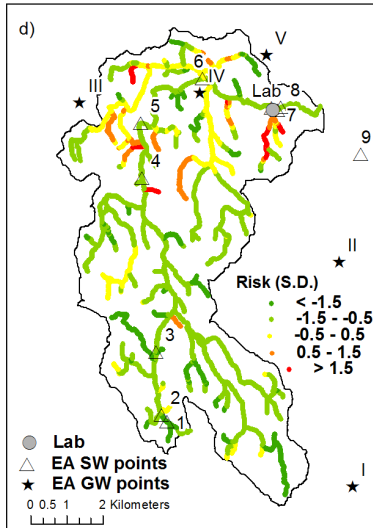 d)
V
6
III
IV
Lab
8
7
5
9
4
II
Risk (S.D.)
< -1.5
-1.5 - -0.5
-0.5 - 0.5
0.5 - 1.5
> 1.5
3
2
1
Lab
EA SW points
EA GW points
I
0 0.5 1 2 Kilometers